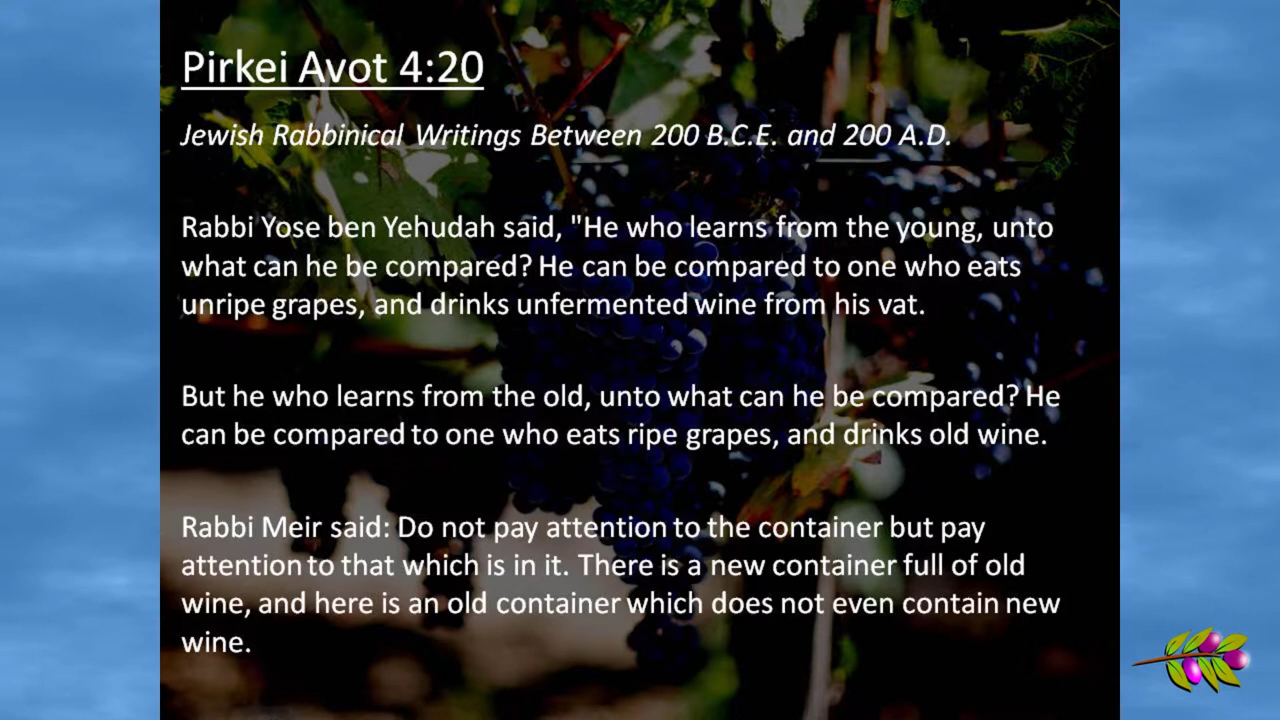 Pirkei Avot 4:20
Jewish Rabbinical Writings Between 200 B.C.E. and 200 A.D.
Rabbi Yose ben Yehudah said, "He who learns from the young, unto
what can he be compared? He can be compared to one who eats
unripe grapes, and drinks unfermented wine from his vat.
But he who learns from the old, unto what can he be compared? He
can be compared to one who eats ripe grapes, and drinks old wine.
Rabbi Meir said: Do not pay attention to the container but pay
attention to that which is in it. There is a new container full of old
wine, and here is an old container which does not even contain new
wine.